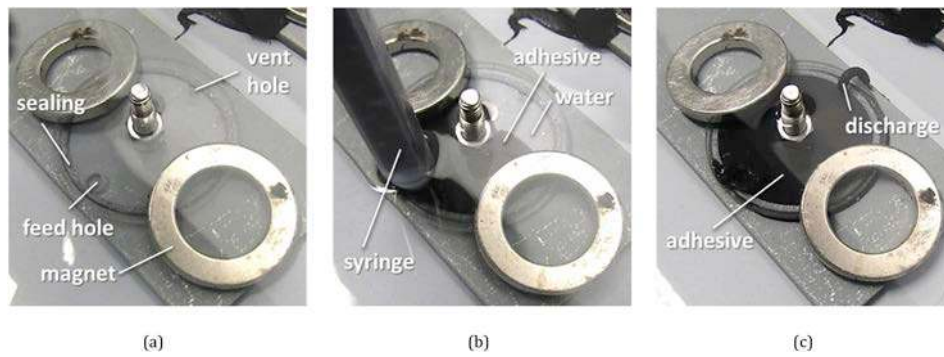 vent
hole
sealing
feed hole
magnet
adhesive
water
syringe
discharge
adhesive
(a)
(b)
(c)